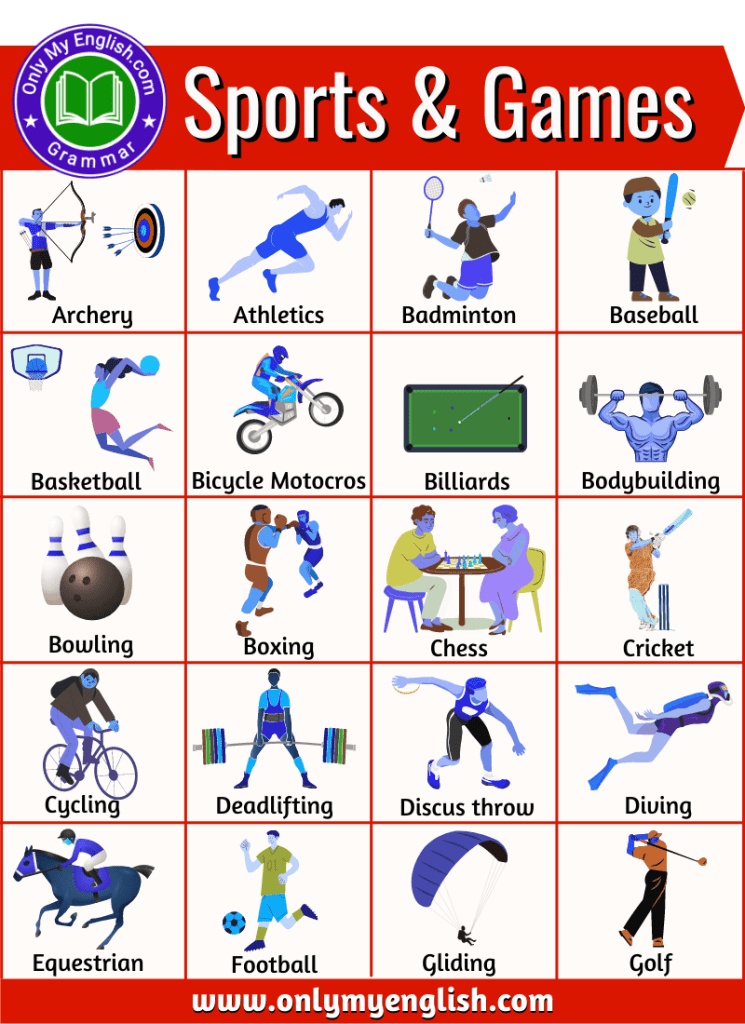 Only My English.com
Grammar
Sports & Games
Archery
Athletics
Badminton
Baseball
Basketball
Bicycle Motocros
Billiards
Bodybuilding
Bowling
Boxing
Chess
Cricket
Cycling
Deadlifting
Discus throw
Diving
01
Equestrian
Football
Gliding
Golf
www.onlymyenglish.com